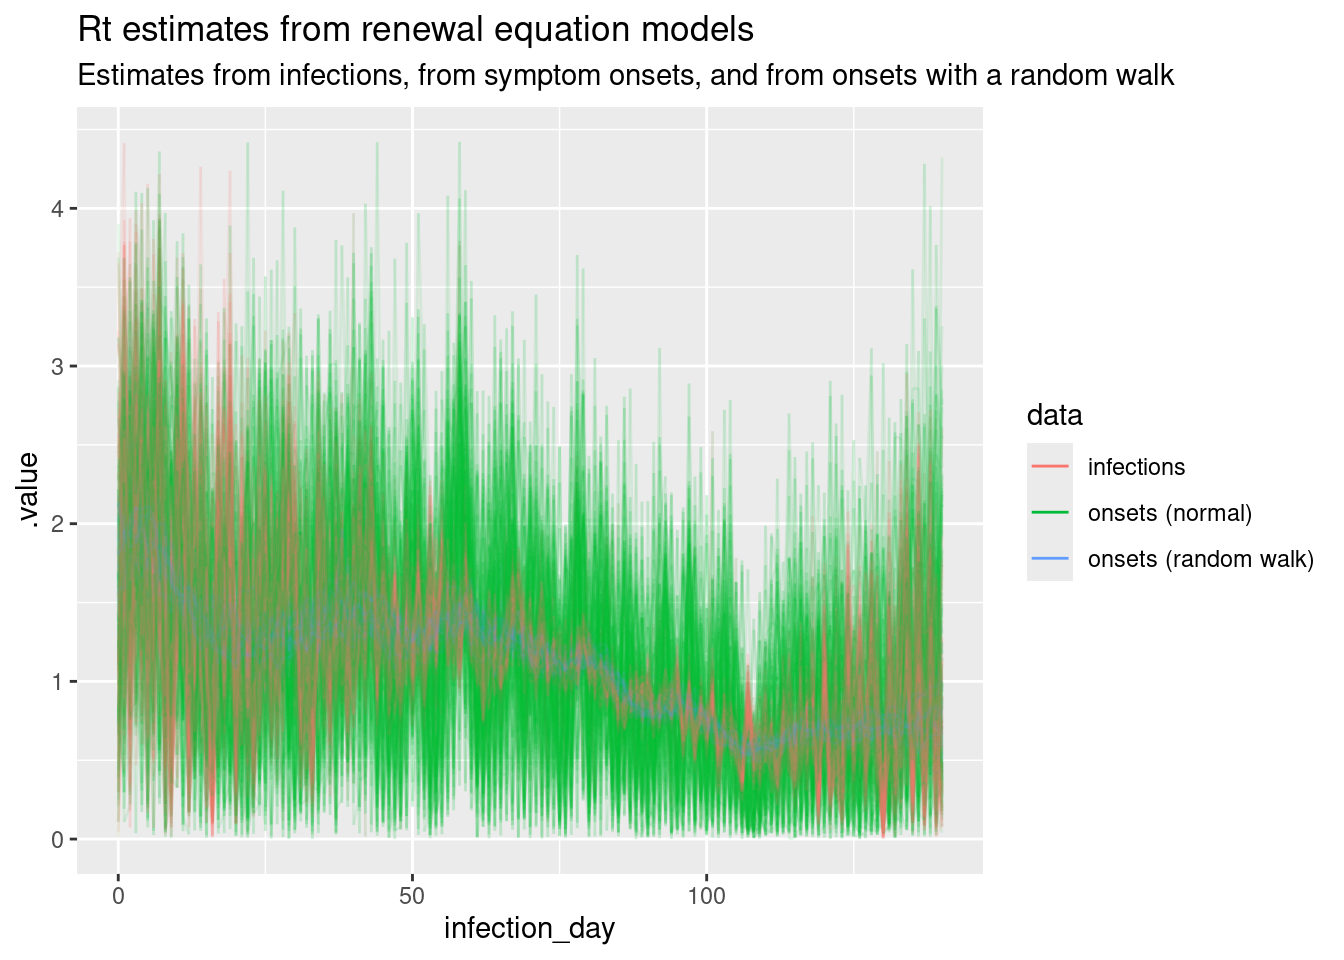 Rt estimates from renewal equation models
Estimates from infections, from symptom onsets, and from onsets with a random walk
4
3
2
1
0
.value
0 50 100
infection_day
data
infections
onsets (normal)
onsets (random walk)